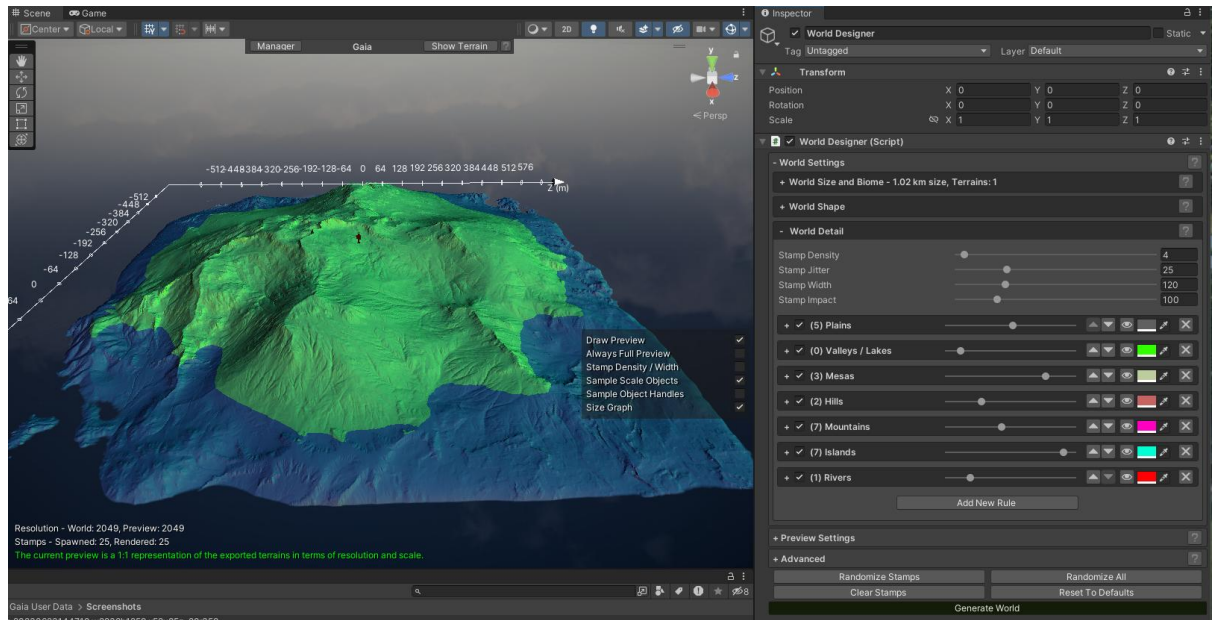 Scene Game
Center Local 2D
Manager Gaia Show Terrain ?
y
z
x
Persp
-512-448384-320-256-192-128-64 0 64 128 192 256 320 384 448 512 576
Z (m)
-512
-448
-384
-320
-256
-192
-128
-64
0
64
Draw Preview
Always Full Preview
Stamp Density / Width
Sample Scale Objects
Sample Object Handles
Size Graph
Resolution - World: 2049, Preview: 2049
Stamps - Spawned: 25, Rendered: 25
The current preview is a 1:1 representation of the exported terrains in terms of resolution and scale.
8
Gaia User Data > Screenshots
Inspector
World Designer Static
Tag Untagged Layer Default
Transform
Position X 0 Y 0 Z 0
Rotation X 0 Y 0 Z 0
Scale X 1 Y 1 Z 1
# World Designer (Script)
- World Settings ?
+ World Size and Biome - 1.02 km size, Terrains: 1 ?
+ World Shape ?
- World Detail ?
Stamp Density 4
Stamp Jitter 25
Stamp Width 120
Stamp Impact 100
+ (5) Plains X
+ (0) Valleys / Lakes X
+ (3) Mesas X
+ (2) Hills X
+ (7) Mountains X
+ (7) Islands X
+ (1) Rivers X
Add New Rule
+ Preview Settings ?
+ Advanced ?
Randomize Stamps Randomize All
Clear Stamps Reset To Defaults
Generate World